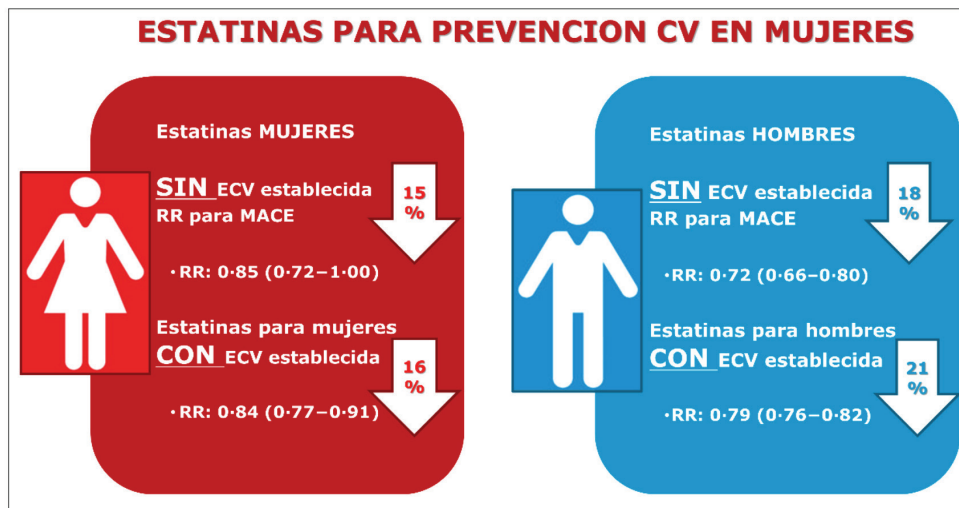 ESTATINAS PARA PREVENCION CV EN MUJERES
Estatinas MUJERES
SIN ECV establecida
RR para MACE
15
%
•RR: 0·85 (0·72–1·00)
Estatinas para mujeres
CON ECV establecida
16
%
•RR: 0·84 (0·77–0·91)
Estatinas HOMBRES
SIN ECV establecida
RR para MACE
18
%
•RR: 0·72 (0·66–0·80)
Estatinas para hombres
CON ECV establecida
21
%
•RR: 0·79 (0·76–0·82)